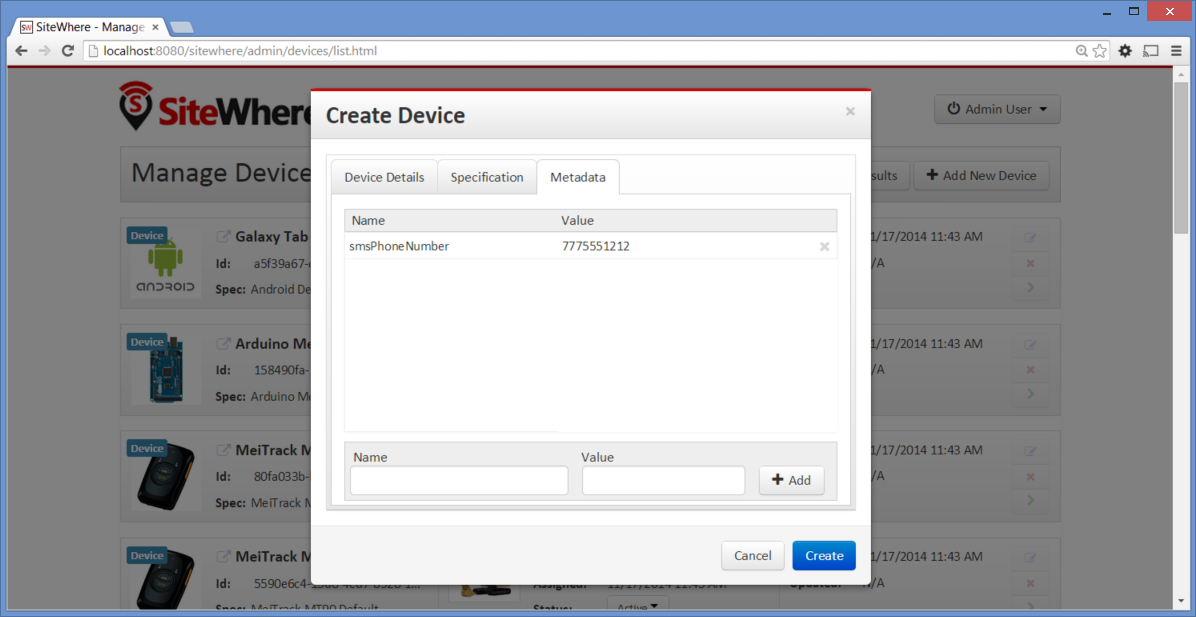 SiteWhere - Manage
localhost:8080/sitewhere/admin/devices/list.html
SiteWhere
Admin User
Create Device
Manage Device
sults
Add New Device
Device Details
Specification
Metadata
Name
Value
smsPhoneNumber
7775551212
Device
Galaxy Tab
1/17/2014 11:43 AM
Id: a5f39a67-
/A
android
Spec: Android De
Device
Arduino Me
1/17/2014 11:43 AM
Id: 158490fa-
/A
Spec: Arduino Me
Device
MeiTrack M
1/17/2014 11:43 AM
Id: 80fa033b-
/A
Spec: MeiTrack M
Name
Value
Add
Cancel
Create
Device
MeiTrack M
1/17/2014 11:43 AM
Id: 5590e6c4-
/A
Spec: MeiTrack MT90 Default
Assigned: 11/17/2014 11:43 AM
Updated:
Status: Active